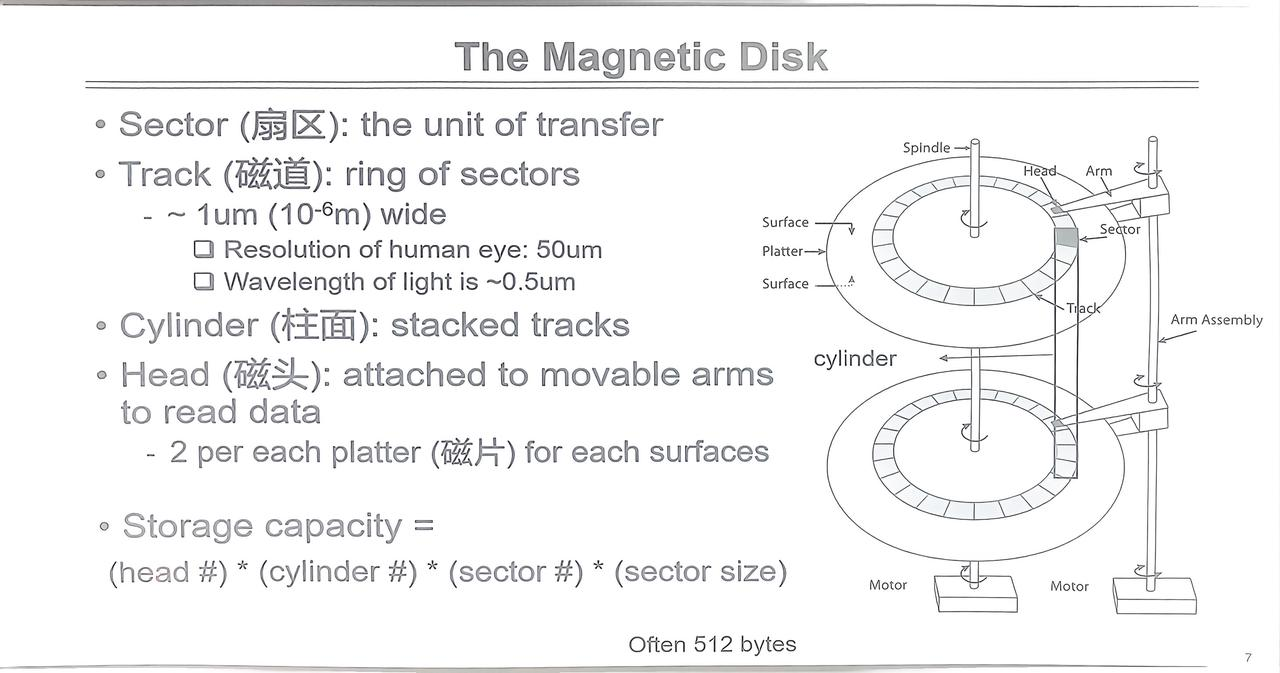 The Magnetic Disk
• Sector (扇区): the unit of transfer
• Track (磁道): ring of sectors
- ~ 1um (10-6m) wide
❑ Resolution of human eye: 50um
❑ Wavelength of light is ~0.5um
• Cylinder (柱面): stacked tracks
• Head (磁头): attached to movable arms
to read data
- 2 per each platter (磁片) for each surfaces
• Storage capacity =
(head #) * (cylinder #) * (sector #) * (sector size)
Often 512 bytes
Spindle
Head
Arm
Surface
Sector
Platter
Surface
Track
Arm Assembly
cylinder
Motor
Motor
7